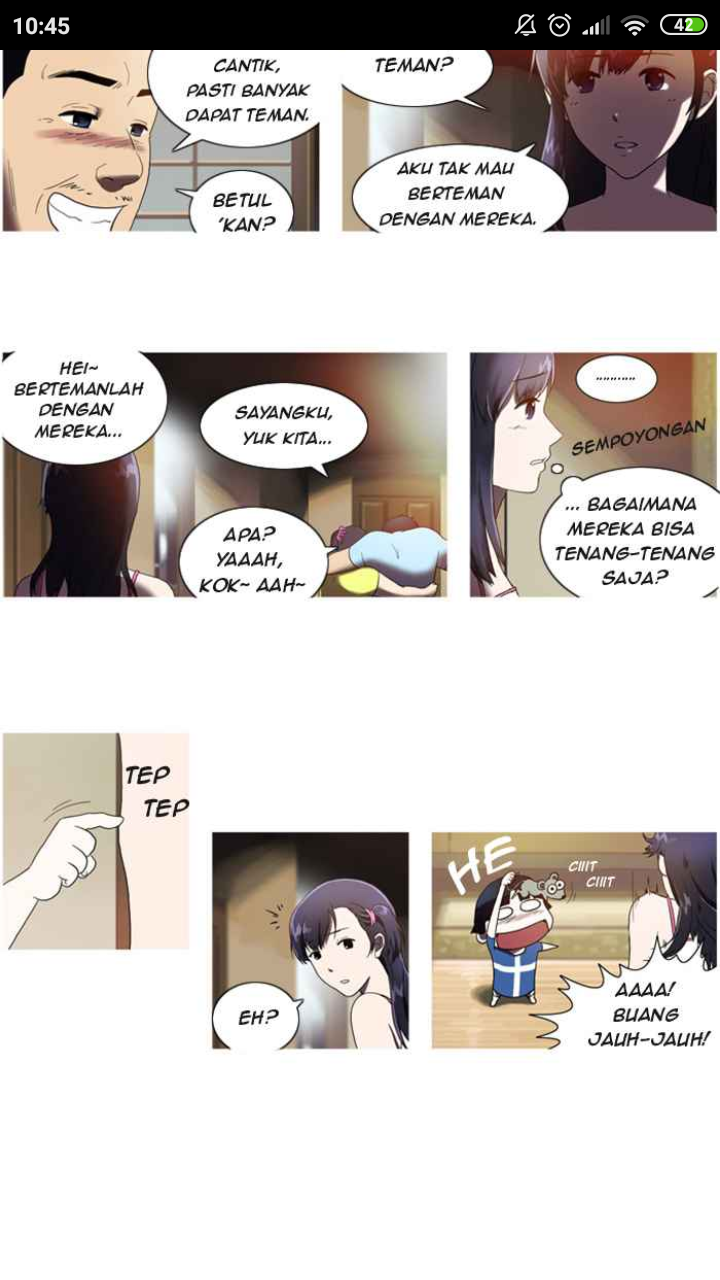 10:45
42
CANTIK,
PASTI BANYAK
DAPAT TEMAN.
BETUL
'KAN?
TEMAN?
AKU TAK MAU
BERTEMAN
DENGAN MEREKA.
HEI~
BERTEMANLAH
DENGAN
MEREKA...
SAYANGKU,
YUK KITA...
APA?
YAAAH,
KOK~ AAH~
...........
SEMPOYONGAN
... BAGAIMANA
MEREKA BISA
TENANG-TENANG
SAJA?
TEP
TEP
EH?
HE
CIIIT
CIIIT
AAAA!
BUANG
JAUH-JAUH!